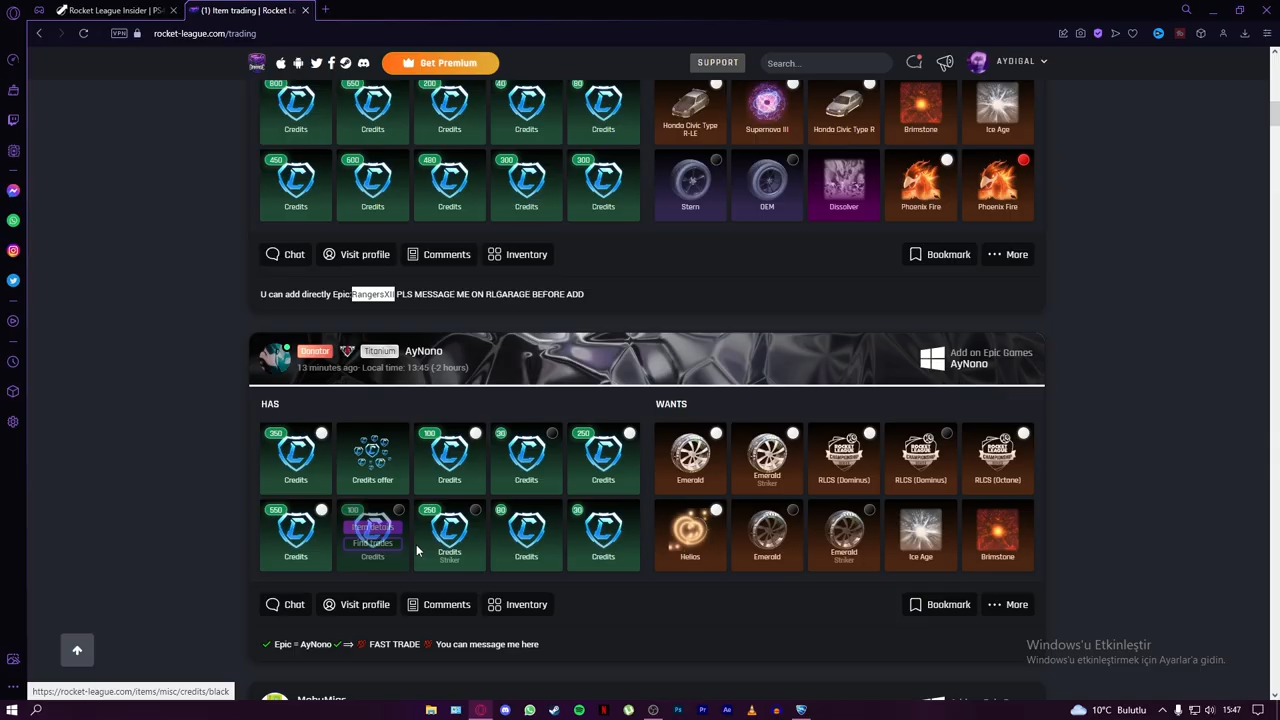 Rocket League Insider | PS
(1) Item trading | Rocket L
VPN
rocket-league.com/trading
Get Premium
SUPPORT
Search...
AYDIGAL
800
650
200
40
80
Credits
Credits
Credits
Credits
Credits
Honda Civic Type
R-LE
Supernova III
Honda Civic Type R
Brimstone
Ice Age
450
600
480
300
300
Credits
Credits
Credits
Credits
Credits
Stern
OEM
Dissolver
Phoenix Fire
Phoenix Fire
Chat
Visit profile
Comments
Inventory
Bookmark
More
U can add directly Epic:RangersXII PLS MESSAGE ME ON RLGARAGE BEFORE ADD
Donator
Titanium
AyNono
13 minutes ago- Local time: 13:45 (-2 hours)
Add on Epic Games
AyNono
HAS
WANTS
350
100
30
250
Credits
Credits offer
Credits
Credits
Credits
Emerald
Emerald
Striker
RLCS (Dominus)
RLCS (Dominus)
RLCS (Octane)
550
100
250
80
30
Item details
Find trades
Credits
Credits
Credits
Striker
Credits
Credits
Helios
Emerald
Emerald
Striker
Ice Age
Brimstone
Chat
Visit profile
Comments
Inventory
Bookmark
More
✓ Epic = AyNono ✓ ==> 💯 FAST TRADE 💯 You can message me here
Windows'u Etkinleştir
Windows'u etkinleştirmek için Ayarlar'a gidin.
https://rocket-league.com/items/misc/credits/black
10°C Bulutlu
15:47